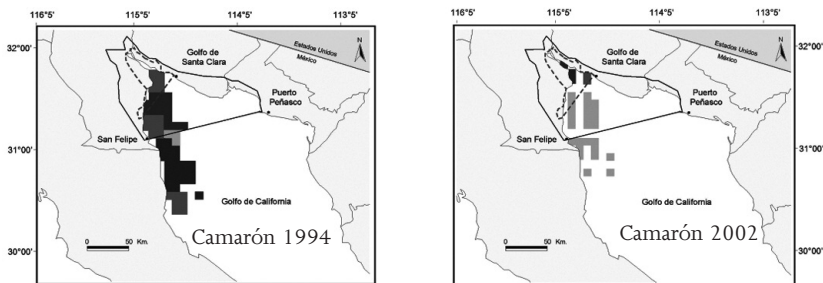 116'5' 115'5' 114'5' 113'5'
32°00'
31°00'
30°00'
Golfo de
Santa Clara
Estados Unidos
México
N
Puerto
Peñasco
San Felipe
Golfo de California
0 50 Km.
Camarón 1994
116'5' 115'5' 114'5' 113'5'
32°00'
31°00'
30°00'
Golfo de
Santa Clara
Estados Unidos
México
N
Puerto
Peñasco
San Felipe
Golfo de California
0 50 Km.
Camarón 2002